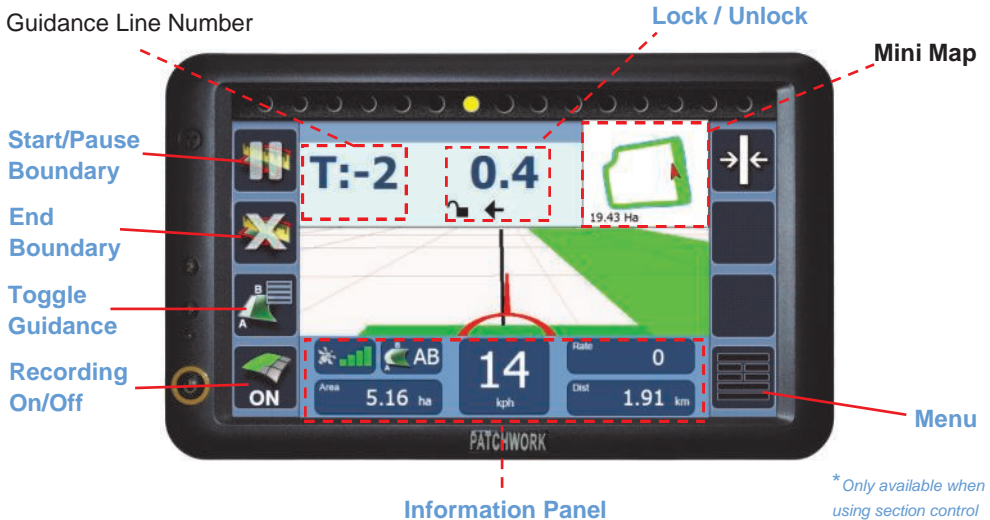 Guidance Line Number
Lock / Unlock
Mini Map
Start/Pause
Boundary
End
Boundary
Toggle
Guidance
Recording
On/Off
T:-2
0.4
19.43 Ha
B
A
ON
B
A
AB
Area
5.16 ha
14
kph
Rate
0
Dist
1.91 km
PATCHWORK
Menu
Information Panel
*Only available when
using section control